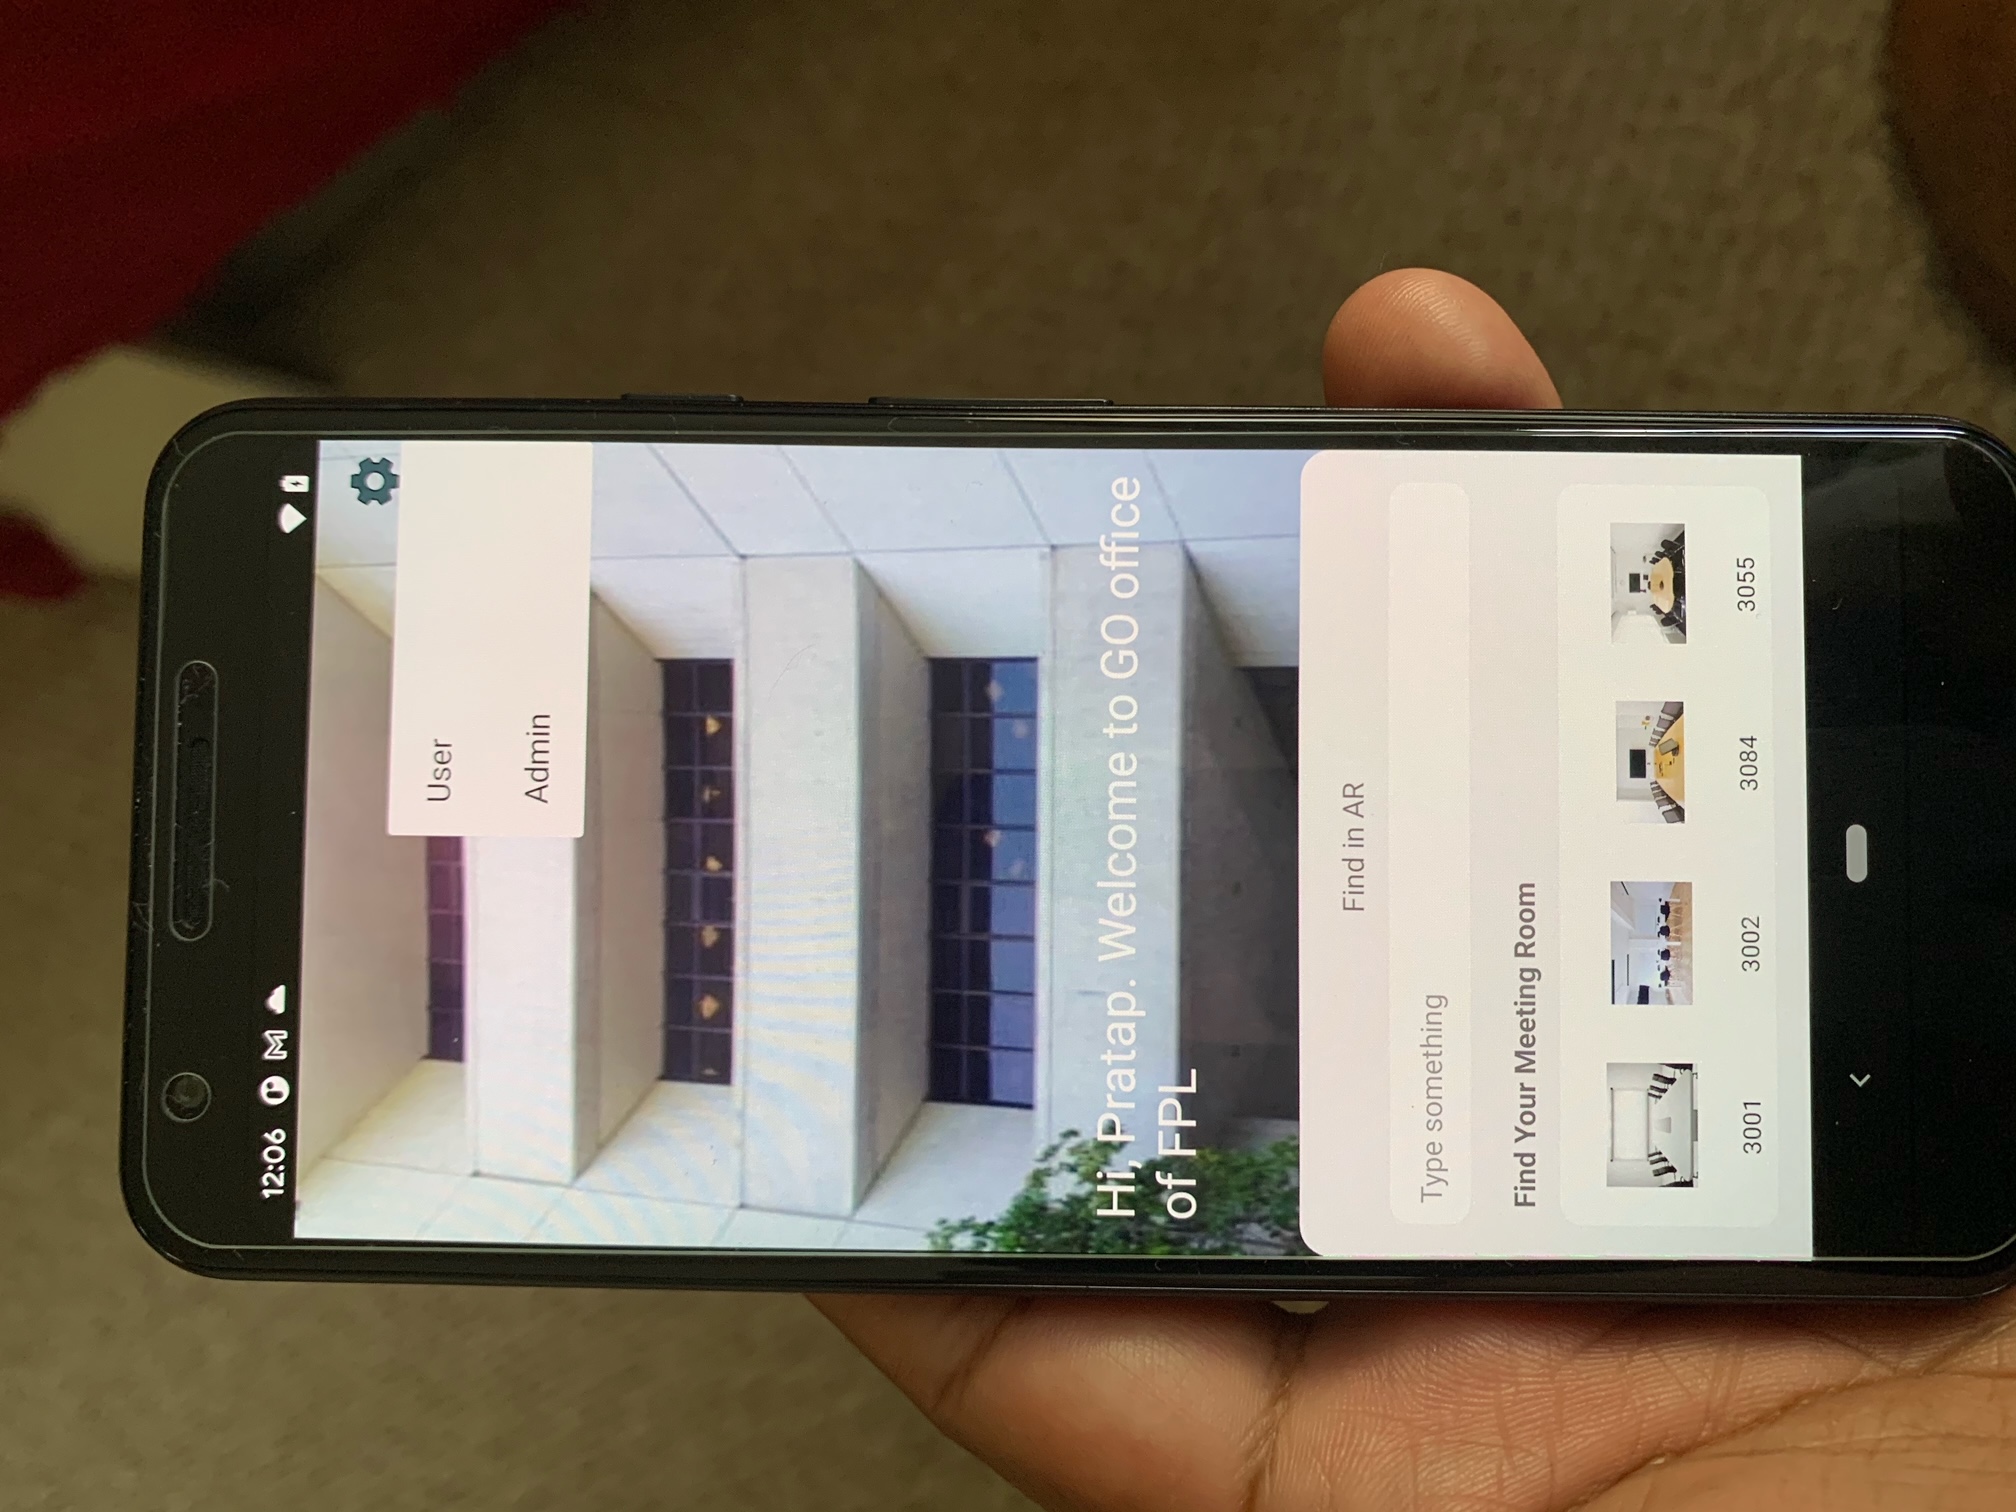 12:06
User
Admin
Hi, Pratap. Welcome to GO office
of FPL
Find in AR
Type something
Find Your Meeting Room
3001 3002 3084 3055